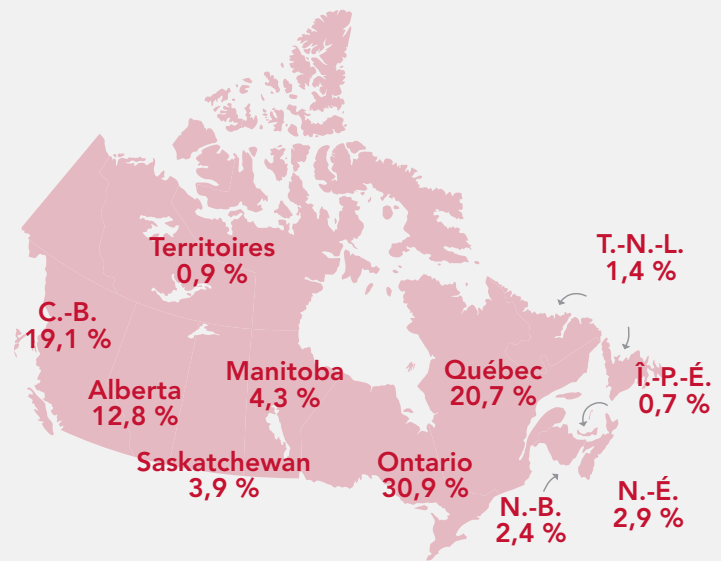 Territoires
0,9 %
T.-N.-L.
1,4 %
C.-B.
19,1 %
Alberta
12,8 %
Manitoba
4,3 %
Québec
20,7 %
Î.-P.-É.
0,7 %
Saskatchewan
3,9 %
Ontario
30,9 %
N.-B.
2,4 %
N.-É.
2,9 %